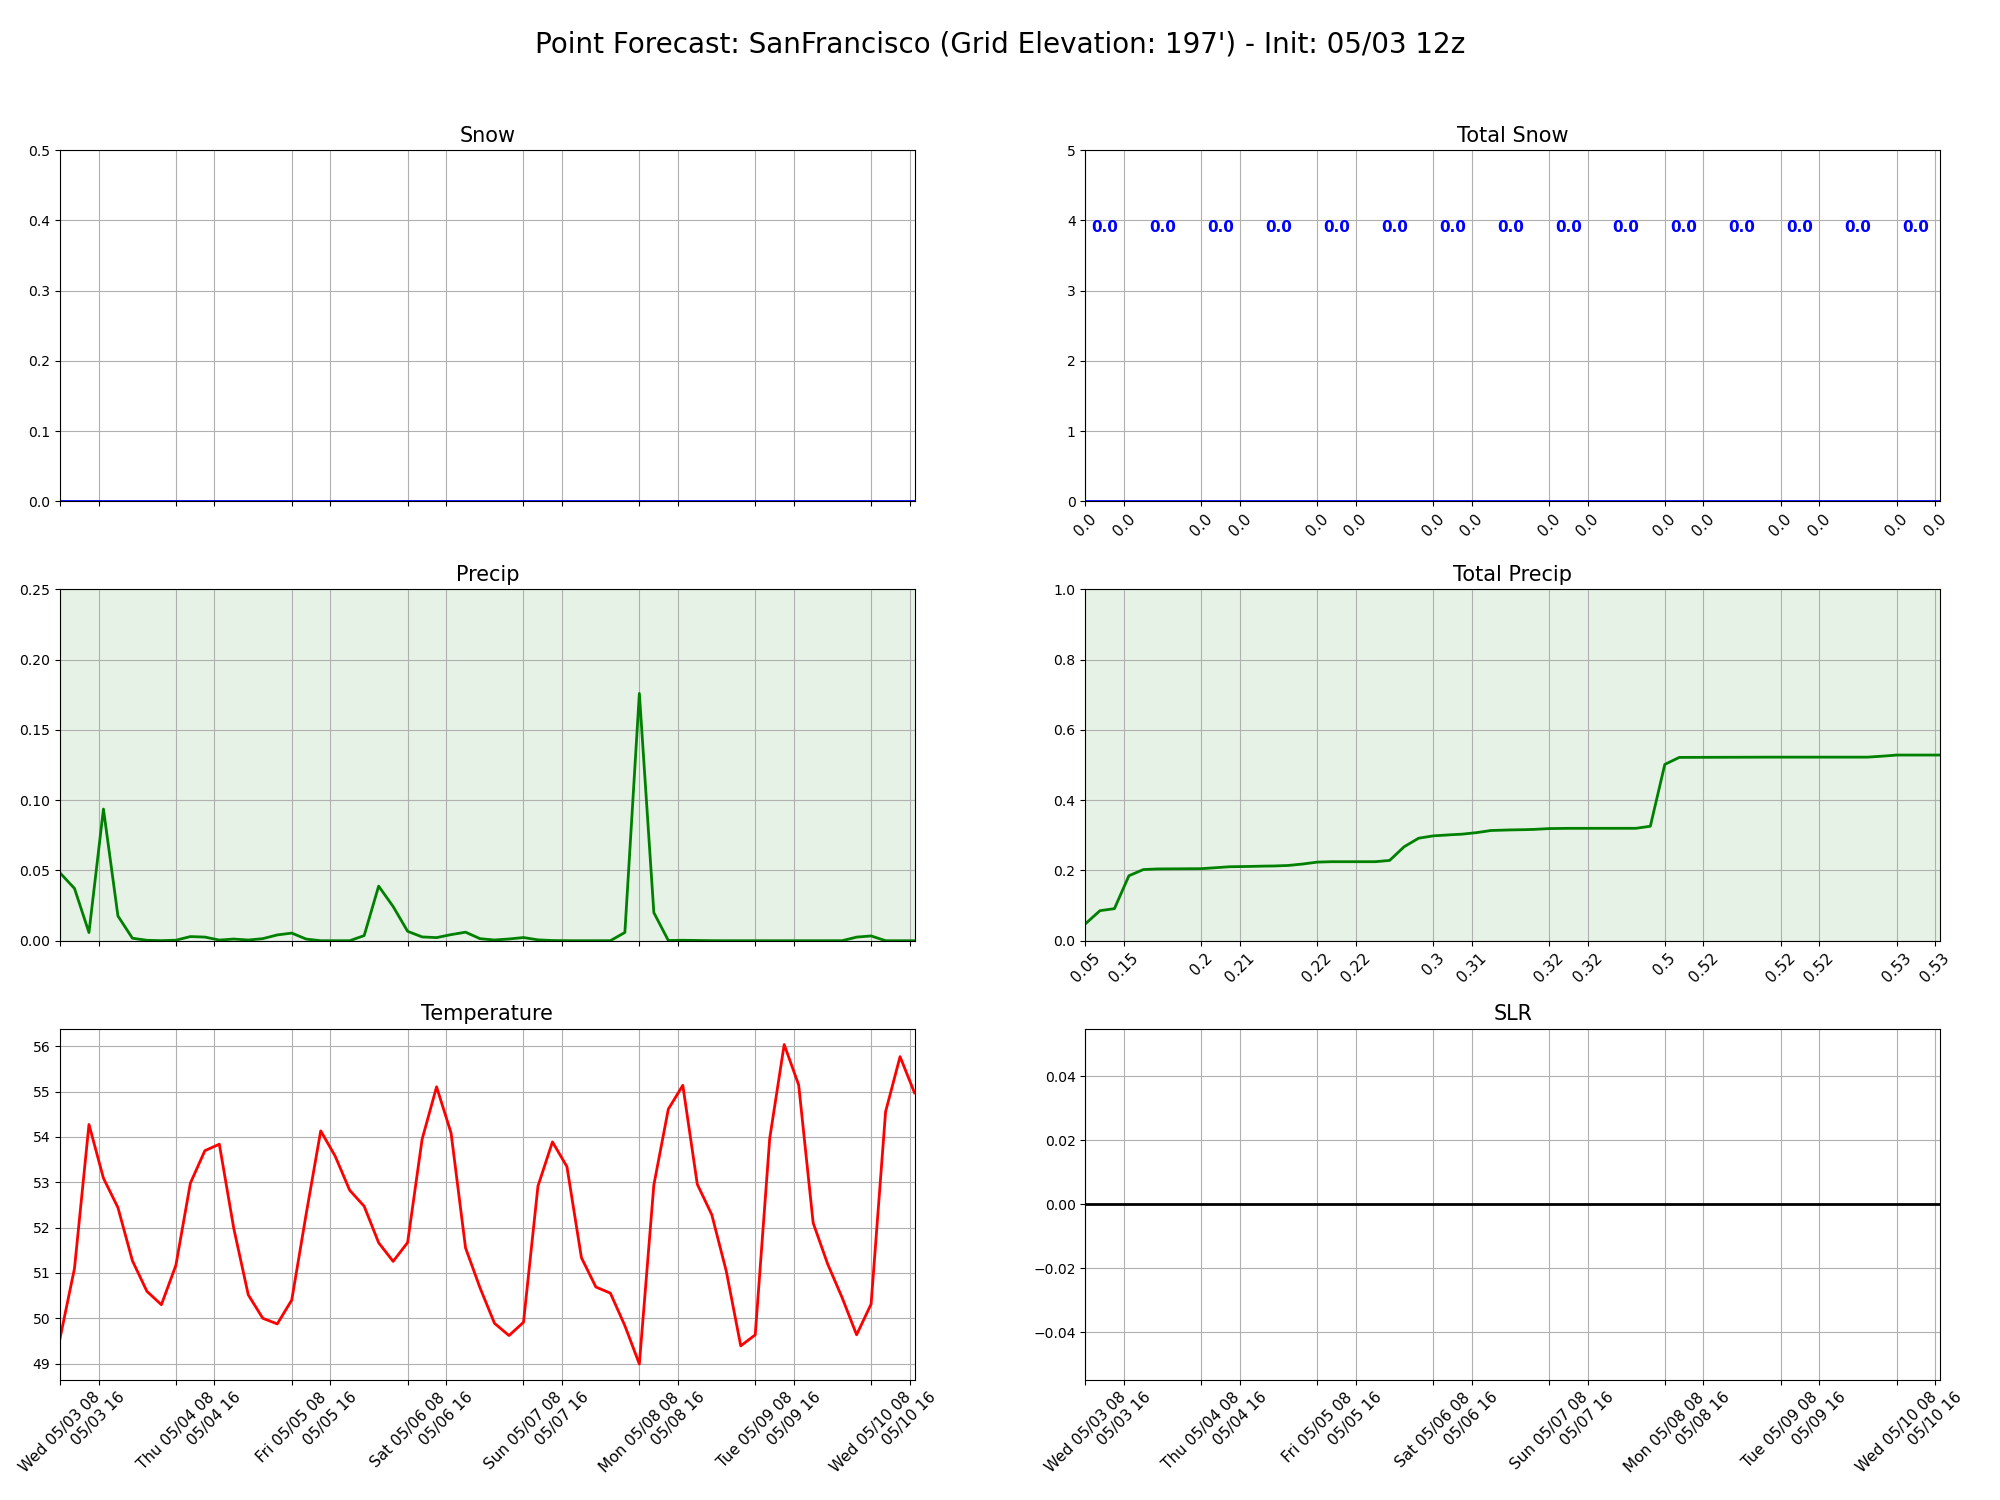 Point Forecast: SanFrancisco (Grid Elevation: 197') - Init: 05/03 12z
Snow
0.5
0.4
0.3
0.2
0.1
0.0
Total Snow
5
4
3
2
1
0
0.0 0.0 0.0 0.0 0.0 0.0 0.0 0.0 0.0 0.0 0.0 0.0 0.0 0.0 0.0
0.0 0.0 0.0 0.0 0.0 0.0 0.0 0.0 0.0 0.0 0.0 0.0 0.0 0.0 0.0 0.0
Precip
0.25
0.20
0.15
0.10
0.05
0.00
Total Precip
1.0
0.8
0.6
0.4
0.2
0.0
0.05 0.15 0.2 0.21 0.22 0.22 0.3 0.31 0.32 0.32 0.5 0.52 0.52 0.52 0.53 0.53
Temperature
56
55
54
53
52
51
50
49
Wed 05/03 08
05/03 16
Thu 05/04 08
05/04 16
Fri 05/05 08
05/05 16
Sat 05/06 08
05/06 16
Sun 05/07 08
05/07 16
Mon 05/08 08
05/08 16
Tue 05/09 08
05/09 16
Wed 05/10 08
05/10 16
SLR
0.04
0.02
0.00
−0.02
−0.04
Wed 05/03 08
05/03 16
Thu 05/04 08
05/04 16
Fri 05/05 08
05/05 16
Sat 05/06 08
05/06 16
Sun 05/07 08
05/07 16
Mon 05/08 08
05/08 16
Tue 05/09 08
05/09 16
Wed 05/10 08
05/10 16